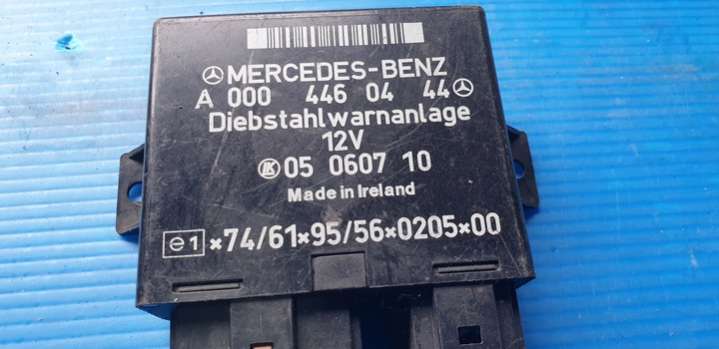 MERCEDES-BENZ
A 000 446 04 44
Diebstahlwarnanlage
12V
LK 05 0607 10
Made in Ireland
e1 *74/61*95/56*0205*00